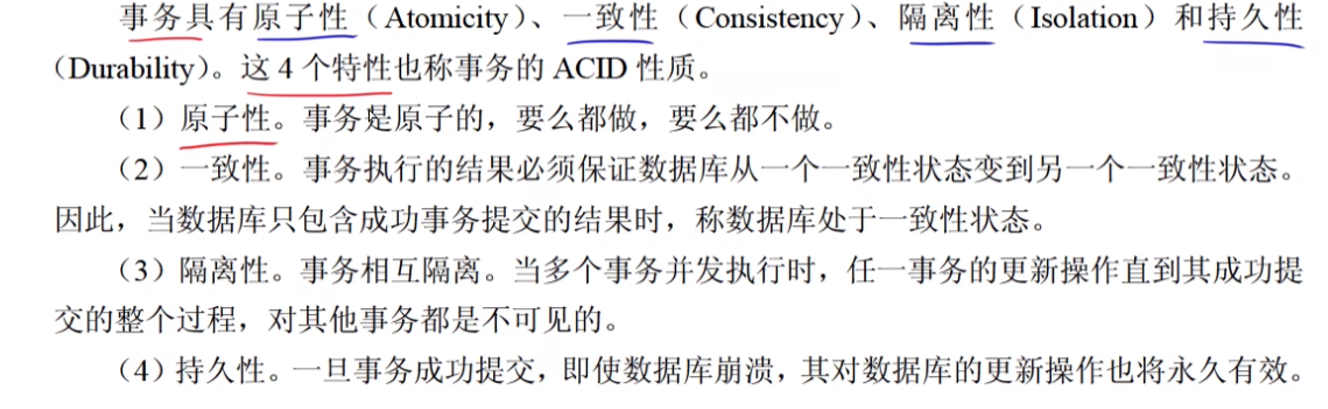 事务具有原子性（Atomicity）、一致性（Consistency）、隔离性（Isolation）和持久性
（Durability）。这 4 个特性也称事务的 ACID 性质。
（1）原子性。事务是原子的，要么都做，要么都不做。
（2）一致性。事务执行的结果必须保证数据库从一个一致性状态变到另一个一致性状态。
因此，当数据库只包含成功事务提交的结果时，称数据库处于一致性状态。
（3）隔离性。事务相互隔离。当多个事务并发执行时，任一事务的更新操作直到其成功提
交的整个过程，对其他事务都是不可见的。
（4）持久性。一旦事务成功提交，即使数据库崩溃，其对数据库的更新操作也将永久有效。